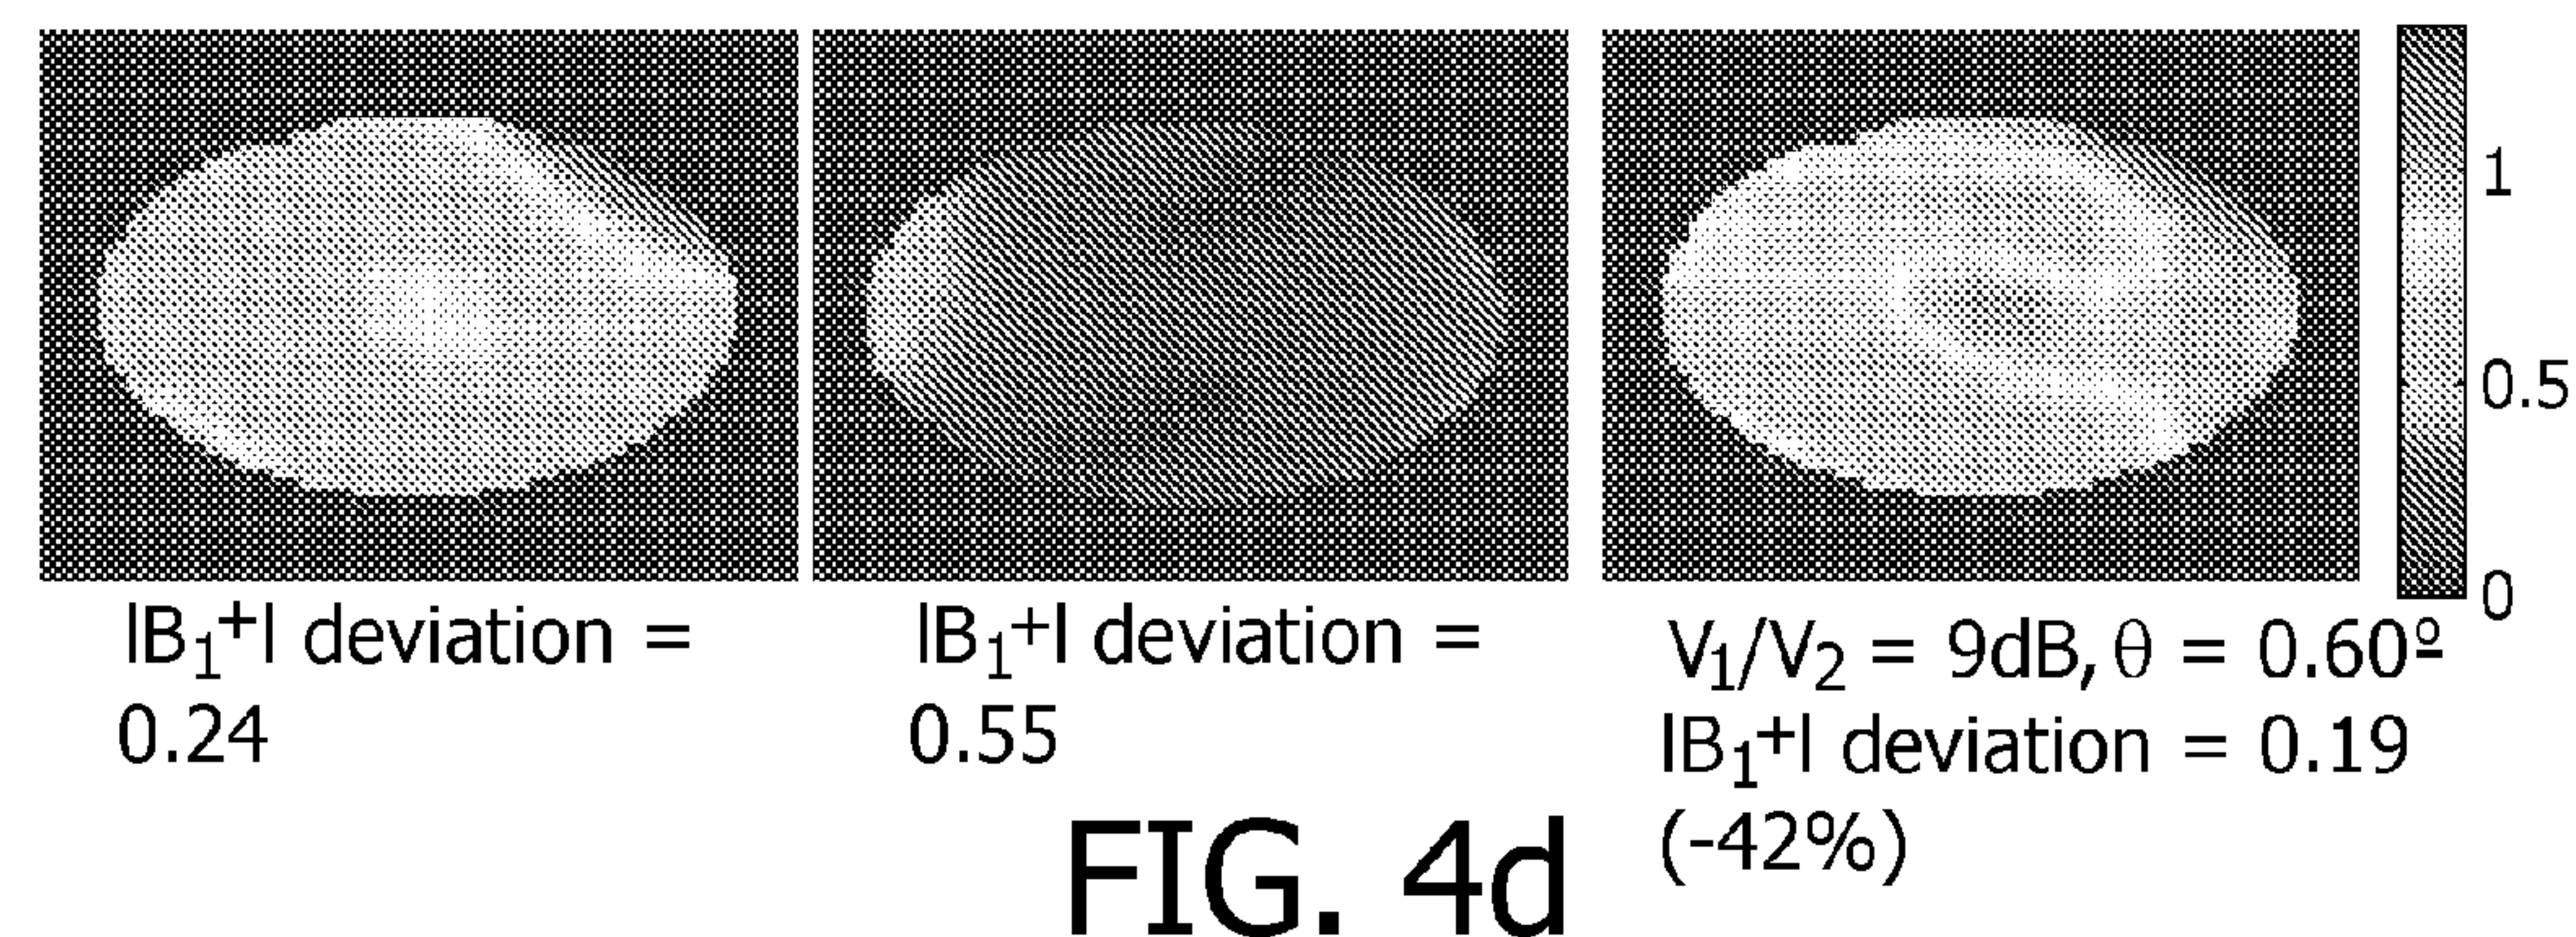 |B₁⁺| deviation =
0.24
|B₁⁺| deviation =
0.55
V₁/V₂ = 9dB, θ = 0.60º
|B₁⁺| deviation = 0.19
(-42%)
1
0.5
0
FIG. 4d